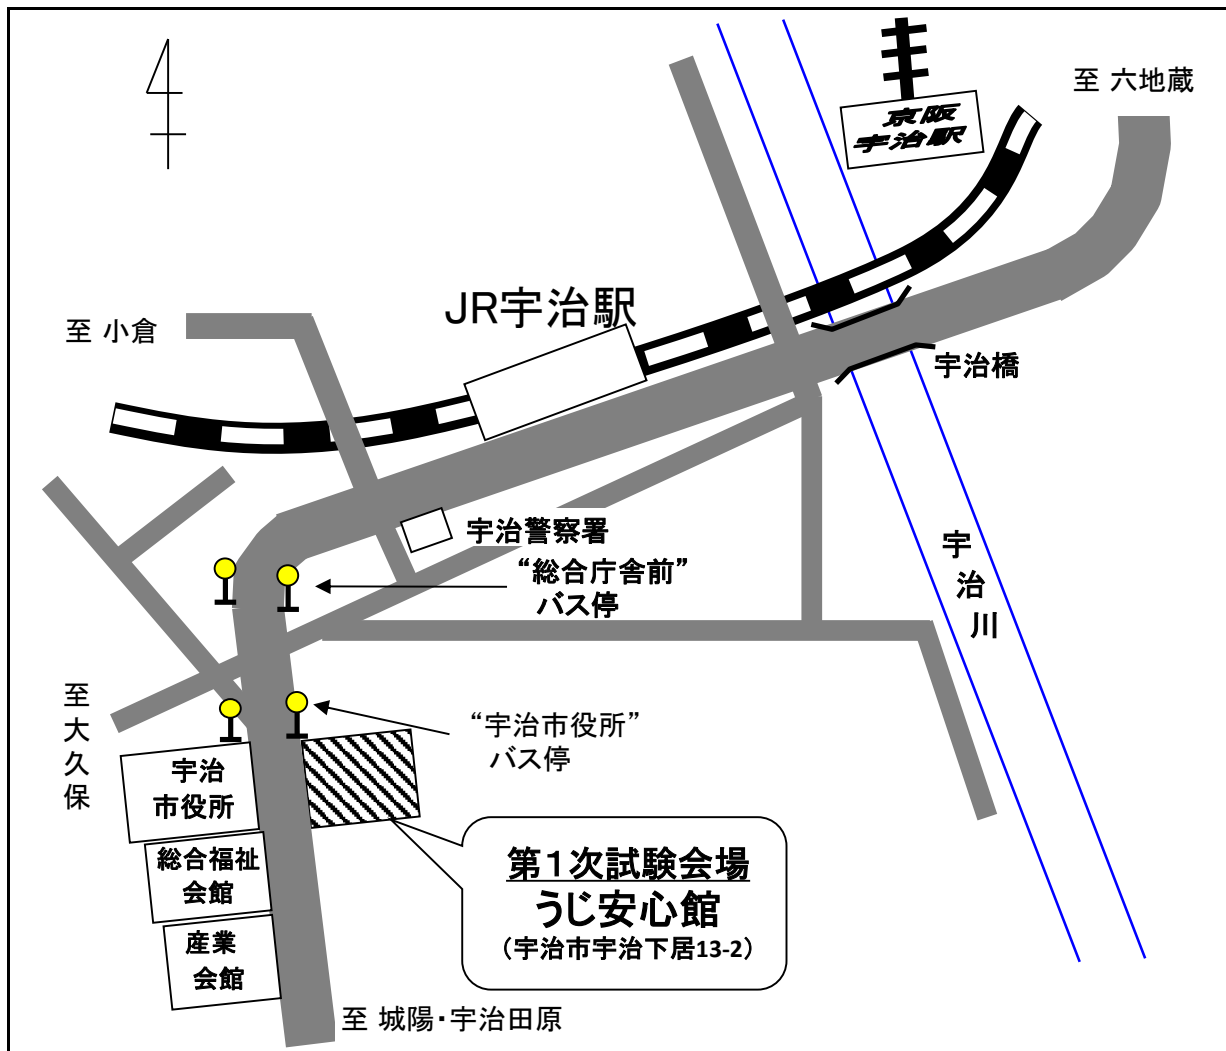 至 六地蔵
京阪
宇治駅
JR宇治駅
至 小倉
宇治橋
宇治警察署
“総合庁舎前”
バス停
宇治川
至大久保
“宇治市役所”
バス停
宇治
市役所
総合福祉
会館
産業
会館
第1次試験会場
うじ安心館
(宇治市宇治下居13-2)
至 城陽・宇治田原